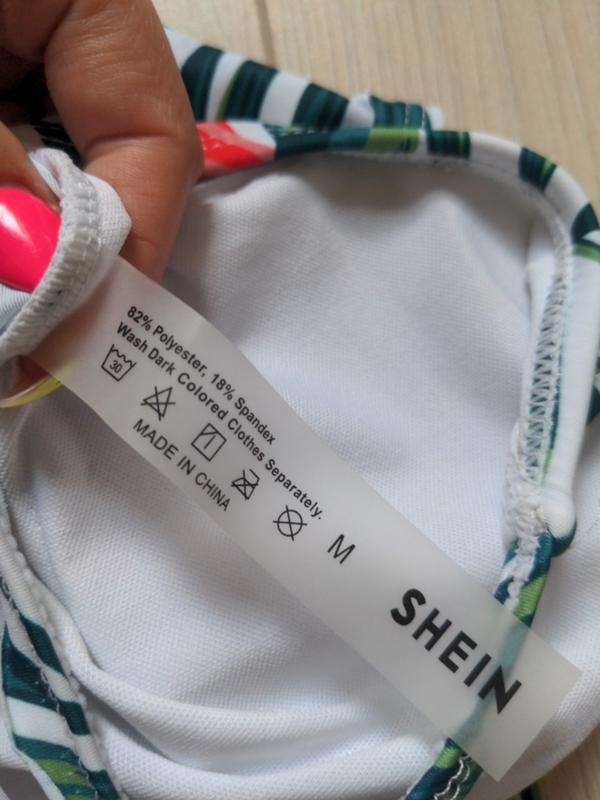 82% Polyester, 18% Spandex
Wash Dark Colored Clothes Separately.
30
MADE IN CHINA
M
SHEIN